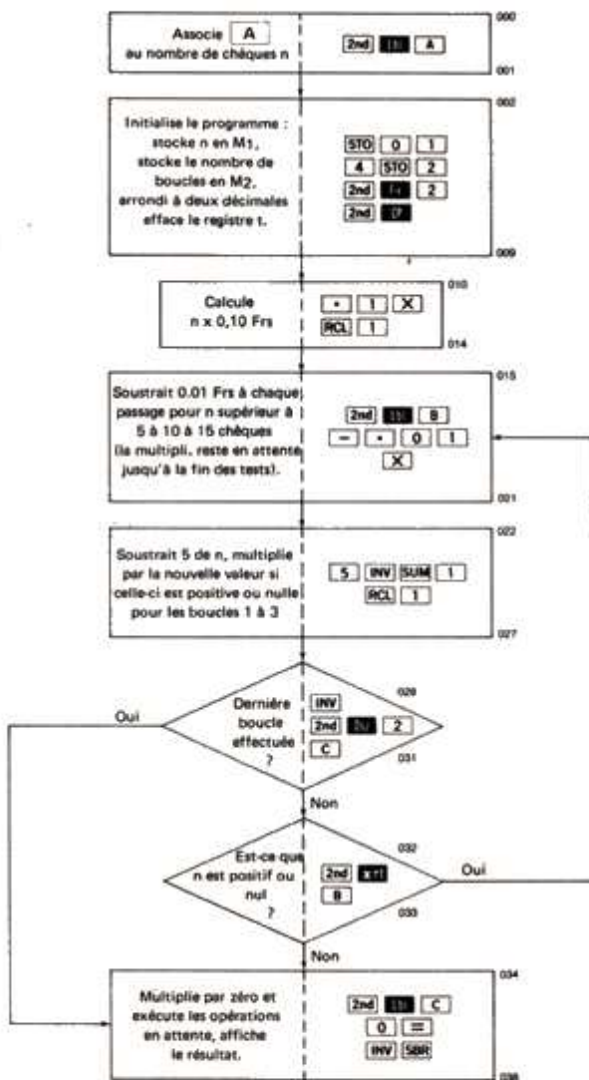 000
Associe A
au nombre de chèques n
2nd Lbl A
001
002
Initialise le programme :
stocke n en M1,
stocke le nombre de
boucles en M2,
arrondi à deux décimales
efface le registre t.
STO 0 1
4 STO 2
2nd 2
2nd
009
010
Calcule
n x 0,10 Frs
• 1 X
RCL 1
014
015
Soustrait 0.01 Frs à chaque
passage pour n supérieur à
5 à 10 à 15 chèques
(la multipli. reste en attente
jusqu'à la fin des tests).
2nd Lbl B
– • 0 1
X
021
022
Soustrait 5 de n, multiplie
par la nouvelle valeur si
celle-ci est positive ou nulle
pour les boucles 1 à 3
5 INV SUM 1
RCL 1
027
Oui
Dernière
boucle
effectuée
?
028
INV
2nd 2
C
031
Non
Est-ce que
n est positif ou
nul
?
032
2nd
B
033
Oui
Non
034
Multiplie par zéro et
exécute les opérations
en attente, affiche
le résultat.
2nd Lbl C
0 =
INV SBR